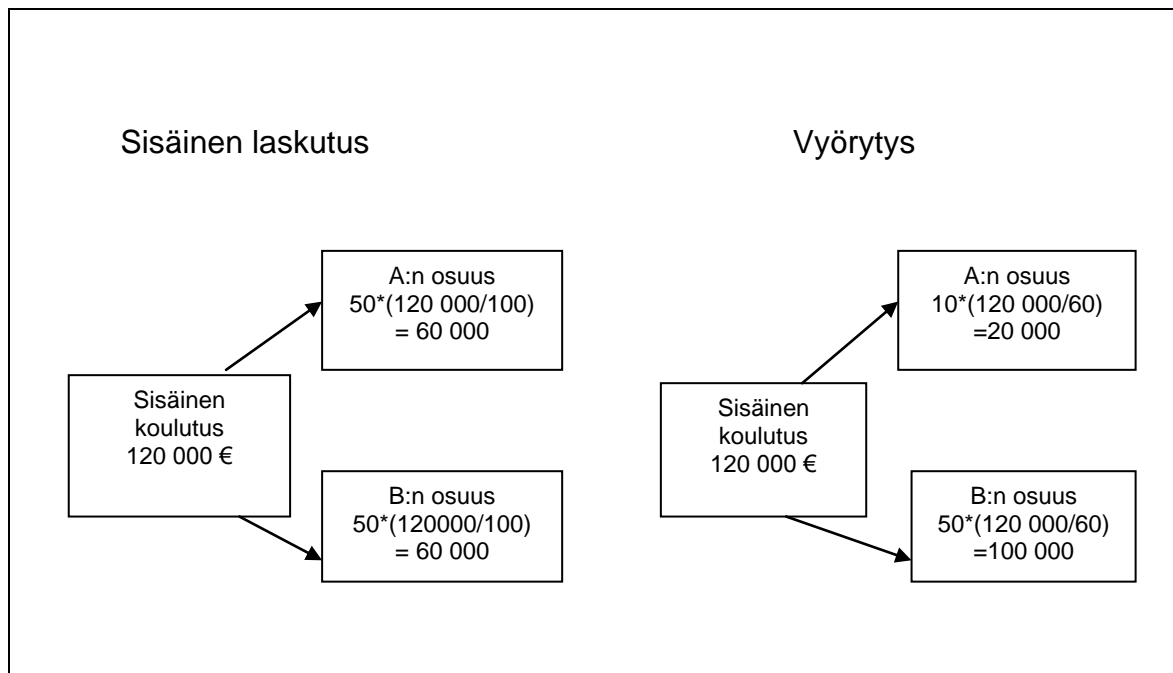 Sisäinen laskutus
A:n osuus
50*(120 000/100)
= 60 000
Sisäinen
koulutus
120 000 €
B:n osuus
50*(120000/100)
= 60 000
Vyörytys
A:n osuus
10*(120 000/60)
=20 000
Sisäinen
koulutus
120 000 €
B:n osuus
50*(120 000/60)
=100 000